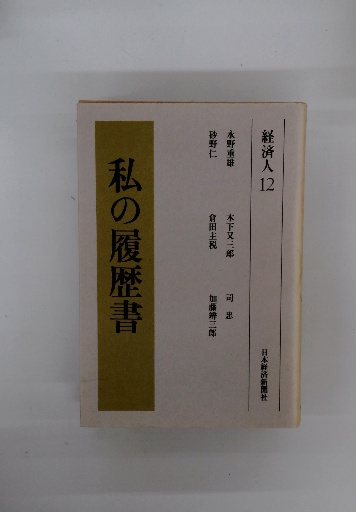 経済人12
永野重雄 木下又三郎 司忠
砂野仁 倉田主税 加藤辨三郎
日本経済新聞社
私の履歴書